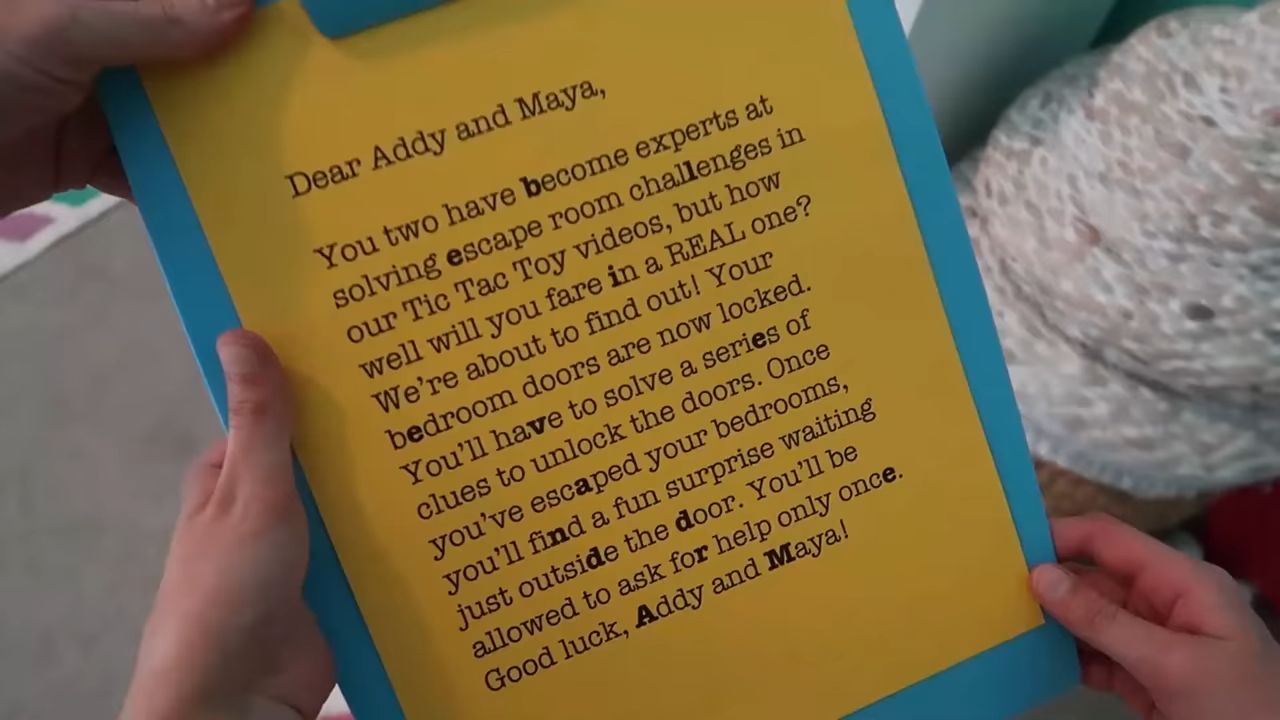 Dear Addy and Maya,
You two have become experts at
solving escape room challenges in
our Tic Tac Toy videos, but how
well will you fare in a REAL one?
We're about to find out! Your
bedroom doors are now locked.
You'll have to solve a series of
clues to unlock the doors. Once
you've escaped your bedrooms,
you'll find a fun surprise waiting
just outside the door. You'll be
allowed to ask for help only once.
Good luck, Addy and Maya!